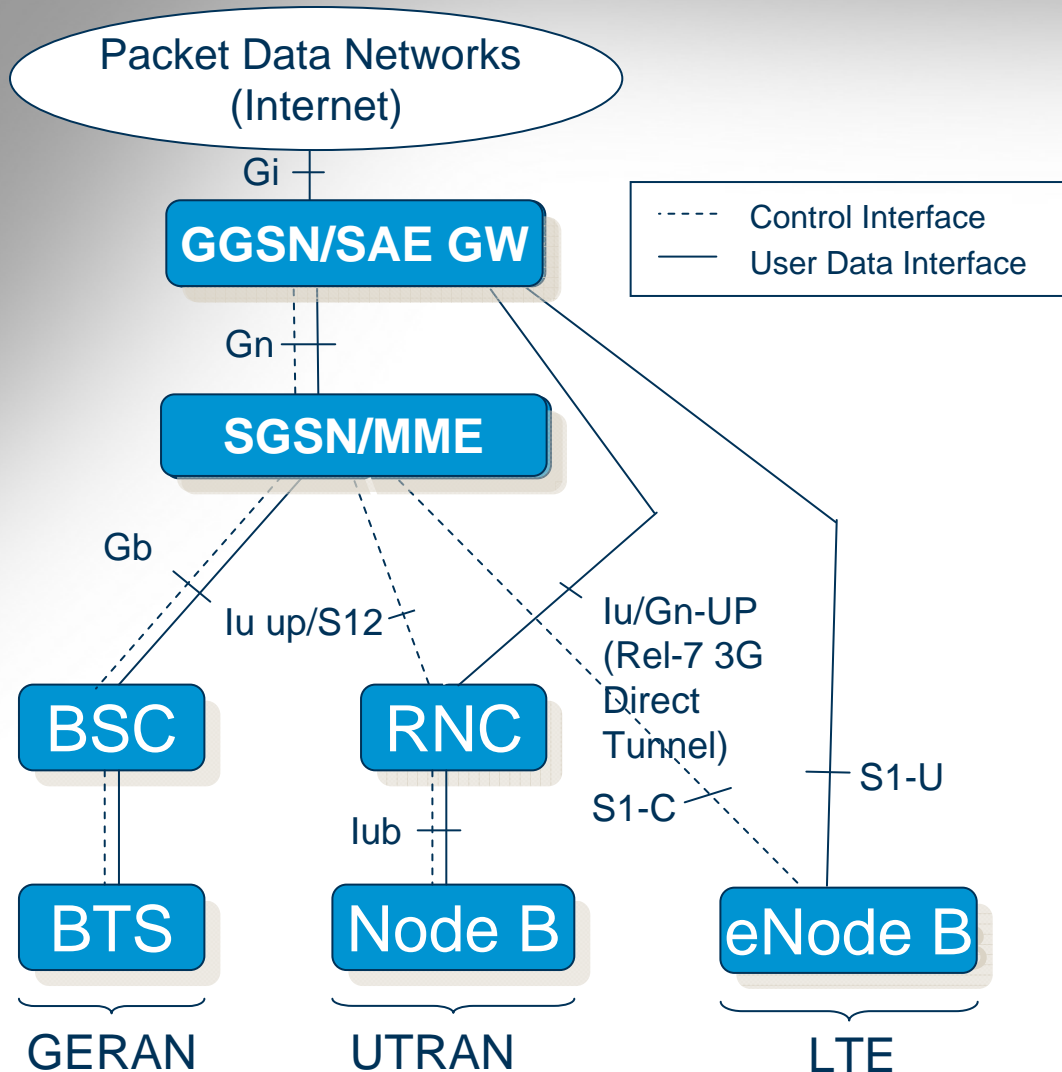 Packet Data Networks
(Internet)
Gi
GGSN/SAE GW
Control Interface
User Data Interface
Gn
SGSN/MME
Gb
Iu up/S12
Iu/Gn-UP
(Rel-7 3G
Direct
Tunnel)
BSC
RNC
S1-U
S1-C
Iub
BTS
Node B
eNode B
GERAN
UTRAN
LTE